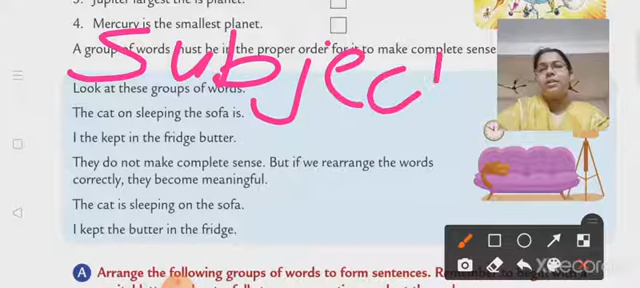 3. Jupiter largest the is planet.
4. Mercury is the smallest planet.
A group of words must be in the proper order for it to make complete sense
Subjec
Look at these groups of words.
The cat on sleeping the sofa is.
I the kept in the fridge butter.
They do not make complete sense. But if we rearrange the words
correctly, they become meaningful.
The cat is sleeping on the sofa.
I kept the butter in the fridge.
A Arrange the following groups of words to form sentences. Remember to begin with a